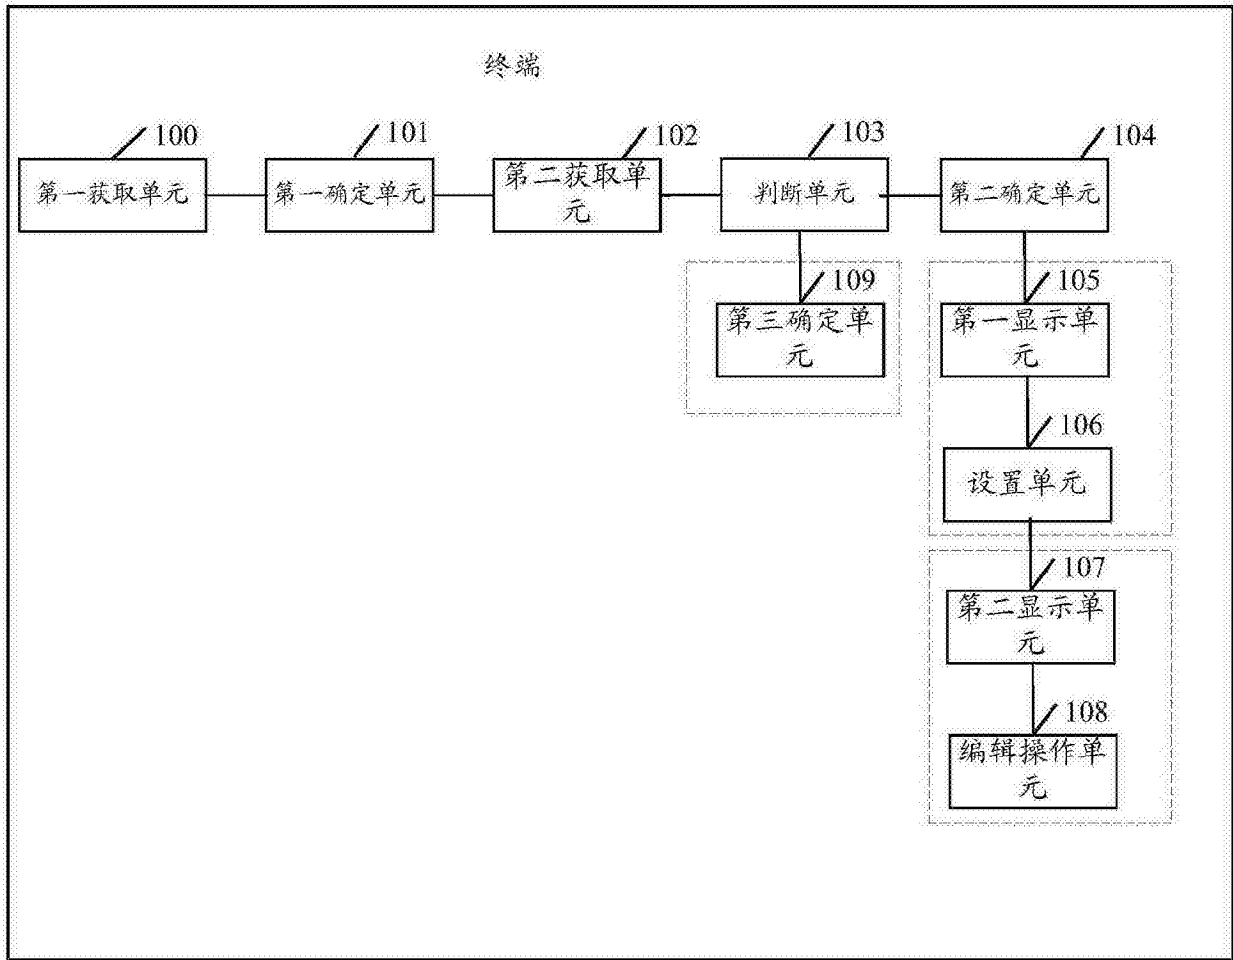 终端
100
101
102
103
104
第一获取单元
第一确定单元
第二获取单
元
判断单元
第二确定单元
109
第三确定单
元
105
第一显示单
元
106
设置单元
107
第二显示单
元
108
编辑操作单
元